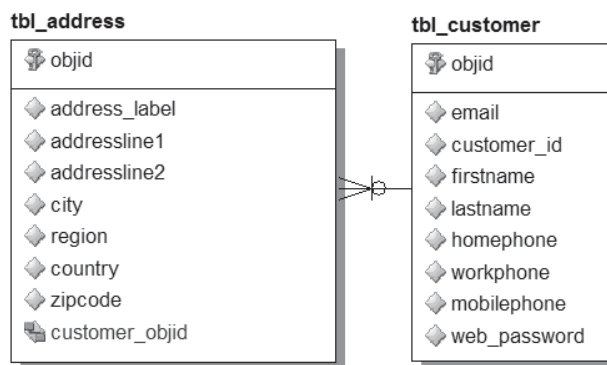 tbl_address
objid
address_label
addressline1
addressline2
city
region
country
zipcode
customer_objid
tbl_customer
objid
email
customer_id
firstname
lastname
homephone
workphone
mobilephone
web_password